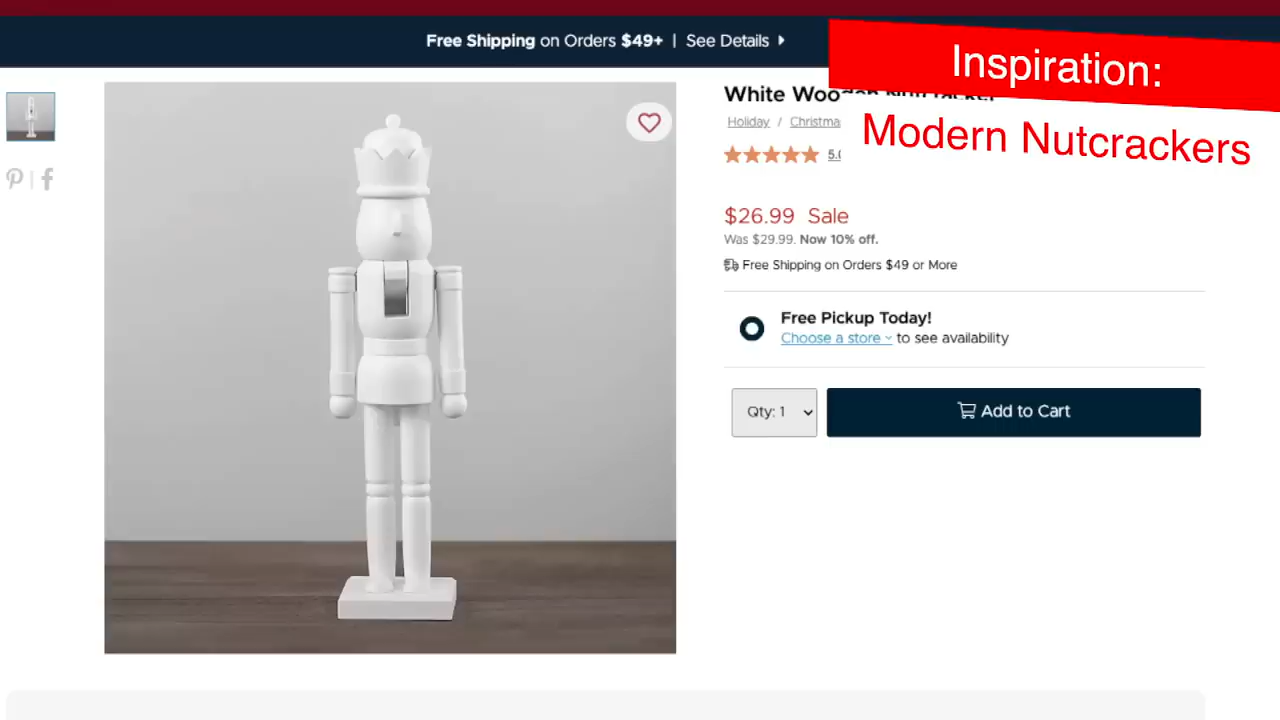 Free Shipping on Orders $49+ | See Details
Inspiration:
Modern Nutcrackers
White
Holiday / Christma
$26.99 Sale
Was $29.99. Now 10% off.
Free Shipping on Orders $49 or More
Free Pickup Today!
Choose a store to see availability
Qty: 1
Add to Cart